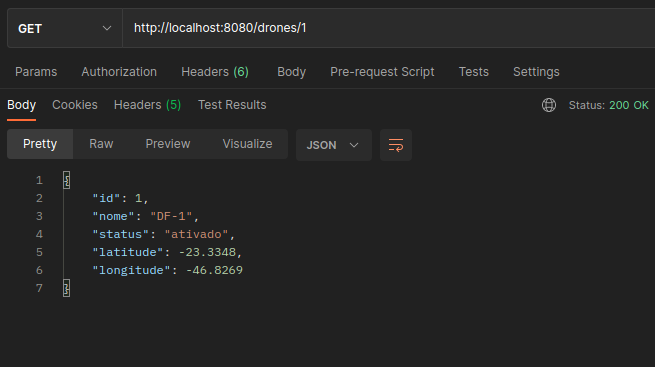 GET http://localhost:8080/drones/1
Params Authorization Headers (6) Body Pre-request Script Tests Settings
Body Cookies Headers (5) Test Results Status: 200 OK
Pretty Raw Preview Visualize JSON
1 {
2 "id": 1,
3 "nome": "DF-1",
4 "status": "ativado",
5 "latitude": -23.3348,
6 "longitude": -46.8269
7 }